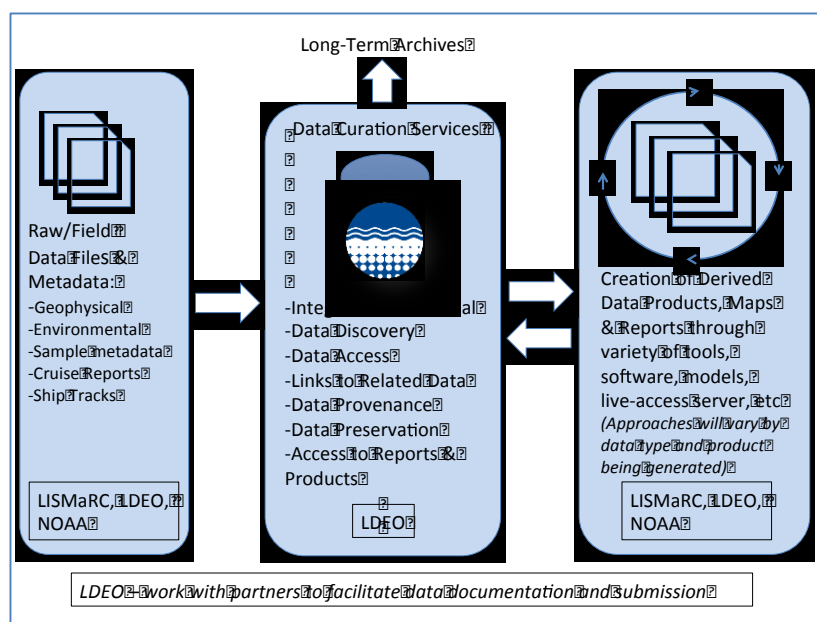 Long-Term Archives
Raw/Field
Data Files &
Metadata:
-Geophysical
-Environmental
-Sample metadata
-Cruise Reports
-Ship Tracks
LISMaRC, LDEO,
NOAA
Data Curation Services
-Data Discovery
-Data Access
-Links to Related Data
-Data Provenance
-Data Preservation
-Access to Reports &
Products
LDEO
Creation of Derived
Data Products, Maps
& Reports through
variety of tools,
software, models,
live-access server, etc
(Approaches will vary by
data type and product
being generated)
LISMaRC, LDEO,
NOAA
LDEO – work with partners to facilitate data documentation and submission